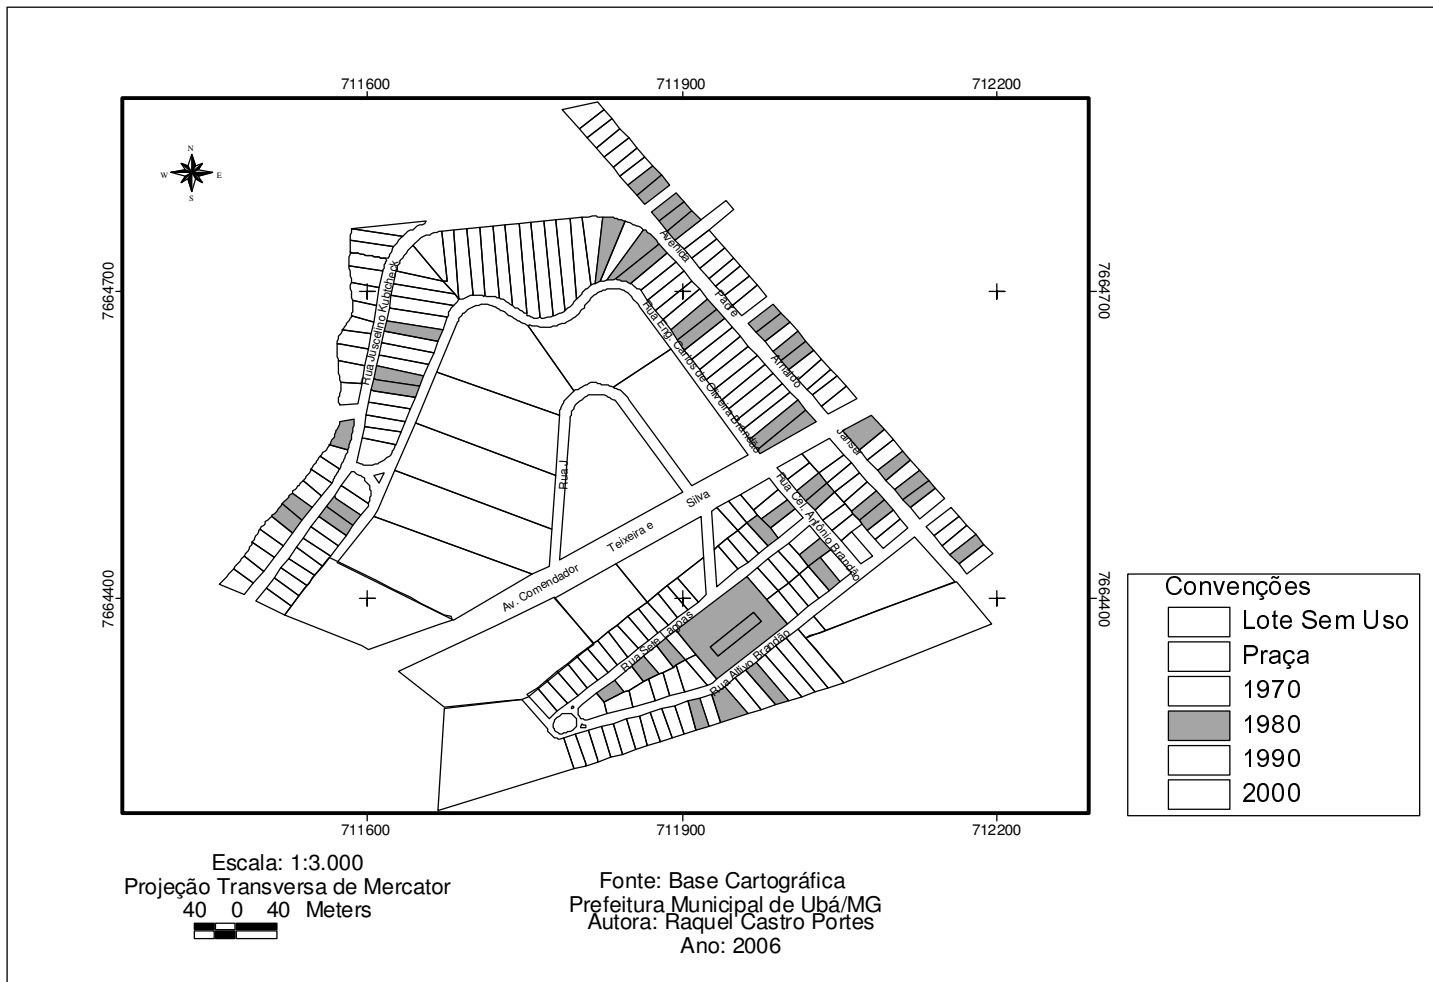 711600
711900
712200
N
W
E
S
7664700
7664700
Avenida
Padre
Arnaldo
Jansen
Rua Juscelino Kubtcheck
Rua Eng. Carlos de Oliveira Brandão
Rua J
Silva
Teixeira e
Av. Comendador
Rua Cel. Antônio Brandão
Rua Sete Lagoas
Rua Altivo Brandão
7664400
7664400
711600
711900
712200
Convenções
Lote Sem Uso
Praça
1970
1980
1990
2000
Escala: 1:3.000
Projeção Transversa de Mercator
40 0 40 Meters
Fonte: Base Cartográfica
Prefeitura Municipal de Ubá/MG
Autora: Raquel Castro Portes
Ano: 2006